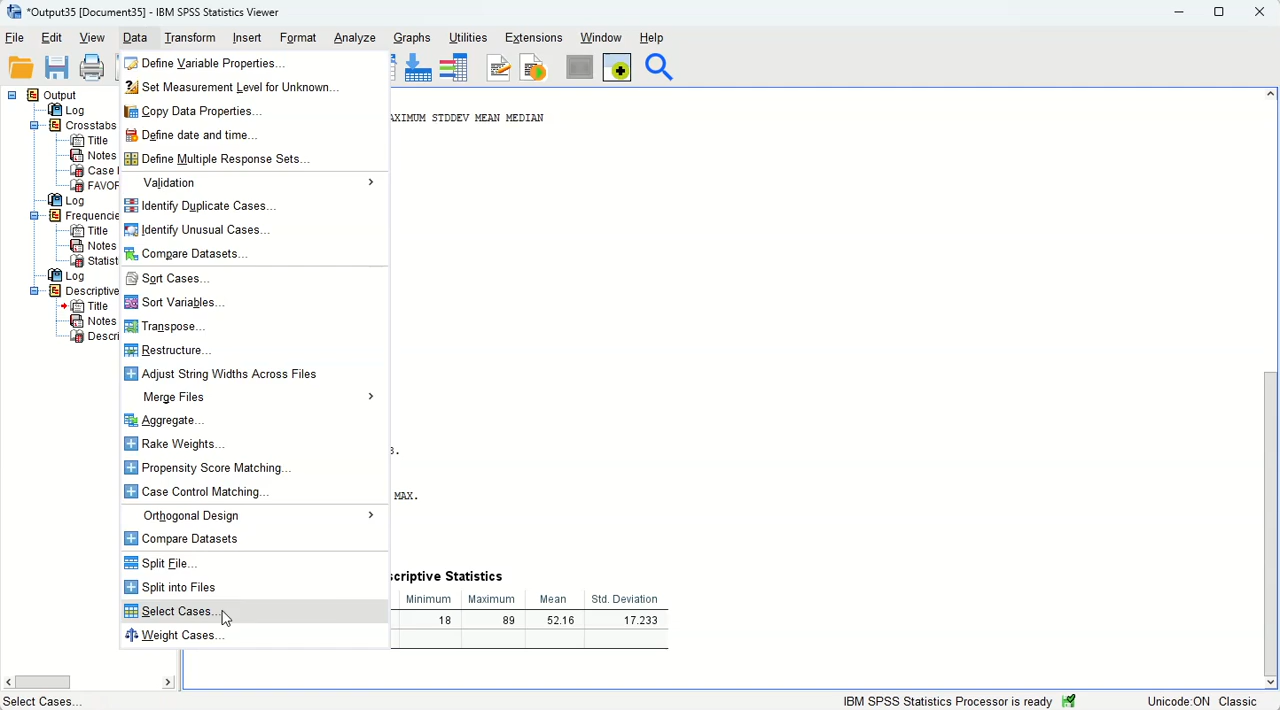 *Output35 [Document35] - IBM SPSS Statistics Viewer
File Edit View Data Transform Insert Format Analyze Graphs Utilities Extensions Window Help
Output
Log
Crosstabs
Title
Notes
Case
FAVOR
Log
Frequencie
Title
Notes
Statist
Log
Descriptive
Title
Notes
Descri
Define Variable Properties...
Set Measurement Level for Unknown...
Copy Data Properties...
Define date and time...
Define Multiple Response Sets...
Validation
Identify Duplicate Cases...
Identify Unusual Cases...
Compare Datasets...
Sort Cases...
Sort Variables...
Transpose...
Restructure...
Adjust String Widths Across Files
Merge Files
Aggregate...
Rake Weights...
Propensity Score Matching...
Case Control Matching...
Orthogonal Design
Compare Datasets
Split File...
Split into Files
Select Cases...
Weight Cases...
AXIMUM STDDEV MEAN MEDIAN
MAX.
scriptive Statistics
Minimum Maximum Mean Std. Deviation
18 89 52.16 17.233
Select Cases...
IBM SPSS Statistics Processor is ready
Unicode:ON Classic